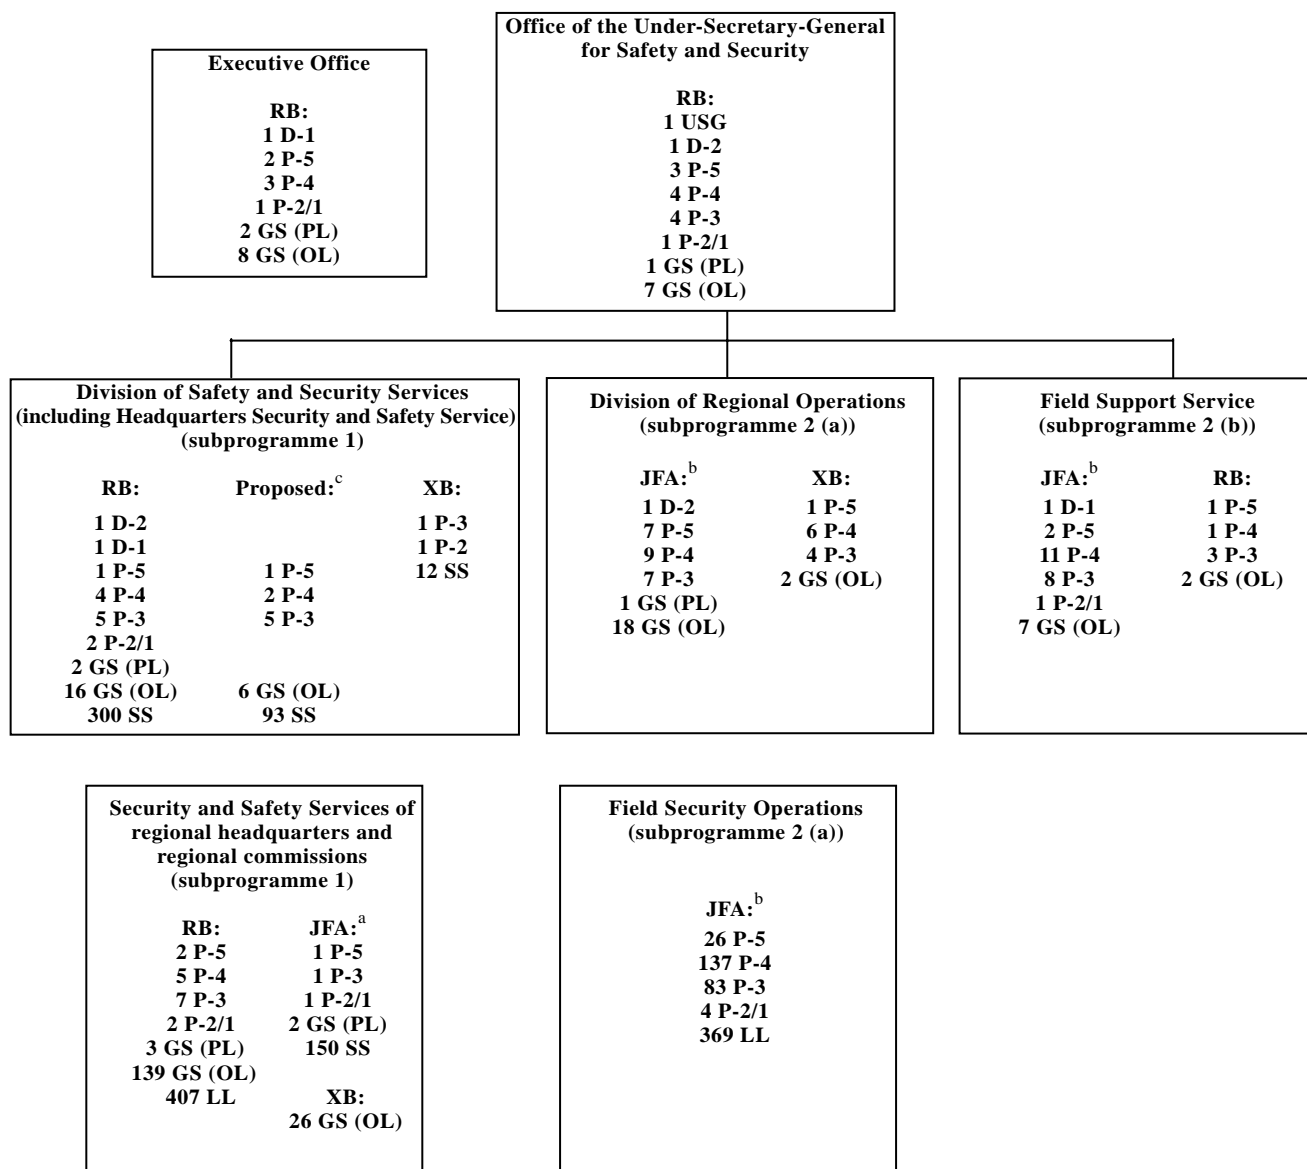 Executive Office
RB:
1 D-1
2 P-5
3 P-4
1 P-2/1
2 GS (PL)
8 GS (OL)
Office of the Under-Secretary-General
for Safety and Security
RB:
1 USG
1 D-2
3 P-5
4 P-4
4 P-3
1 P-2/1
1 GS (PL)
7 GS (OL)
Division of Safety and Security Services
(including Headquarters Security and Safety Service)
(subprogramme 1)
RB:
1 D-2
1 D-1
1 P-5
4 P-4
5 P-3
2 P-2/1
2 GS (PL)
16 GS (OL)
300 SS
Proposed:c
1 P-5
2 P-4
5 P-3
6 GS (OL)
93 SS
XB:
1 P-3
1 P-2
12 SS
Division of Regional Operations
(subprogramme 2 (a))
JFA:b
1 D-2
7 P-5
9 P-4
7 P-3
1 GS (PL)
18 GS (OL)
XB:
1 P-5
6 P-4
4 P-3
2 GS (OL)
Field Support Service
(subprogramme 2 (b))
JFA:b
1 D-1
2 P-5
11 P-4
8 P-3
1 P-2/1
7 GS (OL)
RB:
1 P-5
1 P-4
3 P-3
2 GS (OL)
Security and Safety Services of
regional headquarters and
regional commissions
(subprogramme 1)
RB:
2 P-5
5 P-4
7 P-3
2 P-2/1
3 GS (PL)
139 GS (OL)
407 LL
JFA:a
1 P-5
1 P-3
1 P-2/1
2 GS (PL)
150 SS
XB:
26 GS (OL)
Field Security Operations
(subprogramme 2 (a))
JFA:b
26 P-5
137 P-4
83 P-3
4 P-2/1
369 LL